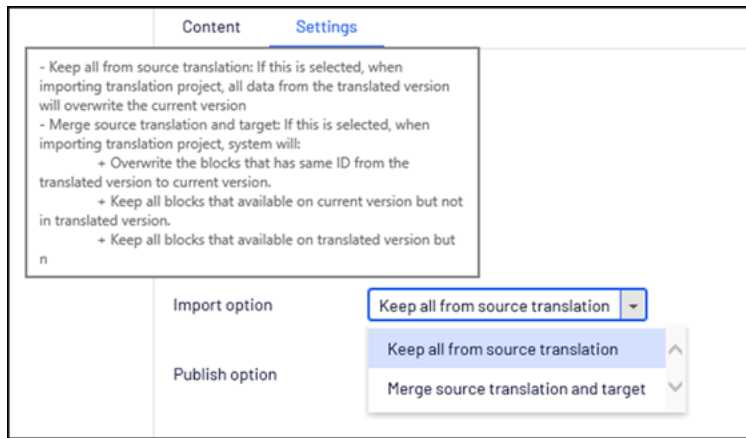 Content Settings
- Keep all from source translation: If this is selected, when
importing translation project, all data from the translated version
will overwrite the current version
- Merge source translation and target: If this is selected, when
importing translation project, system will:
+ Overwrite the blocks that has same ID from the
translated version to current version.
+ Keep all blocks that available on current version but not
in translated version.
+ Keep all blocks that available on translated version but
n
Import option Keep all from source translation
Keep all from source translation
Publish option
Merge source translation and target